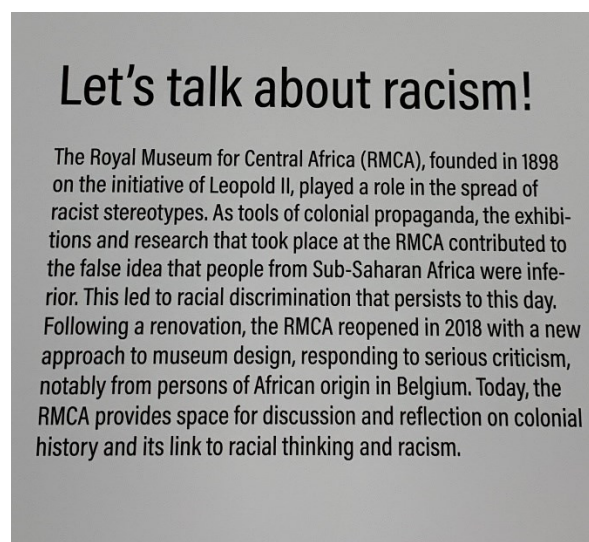 Let's talk about racism!
The Royal Museum for Central Africa (RMCA), founded in 1898
on the initiative of Leopold II, played a role in the spread of
racist stereotypes. As tools of colonial propaganda, the exhibi-
tions and research that took place at the RMCA contributed to
the false idea that people from Sub-Saharan Africa were infe-
rior. This led to racial discrimination that persists to this day.
Following a renovation, the RMCA reopened in 2018 with a new
approach to museum design, responding to serious criticism,
notably from persons of African origin in Belgium. Today, the
RMCA provides space for discussion and reflection on colonial
history and its link to racial thinking and racism.